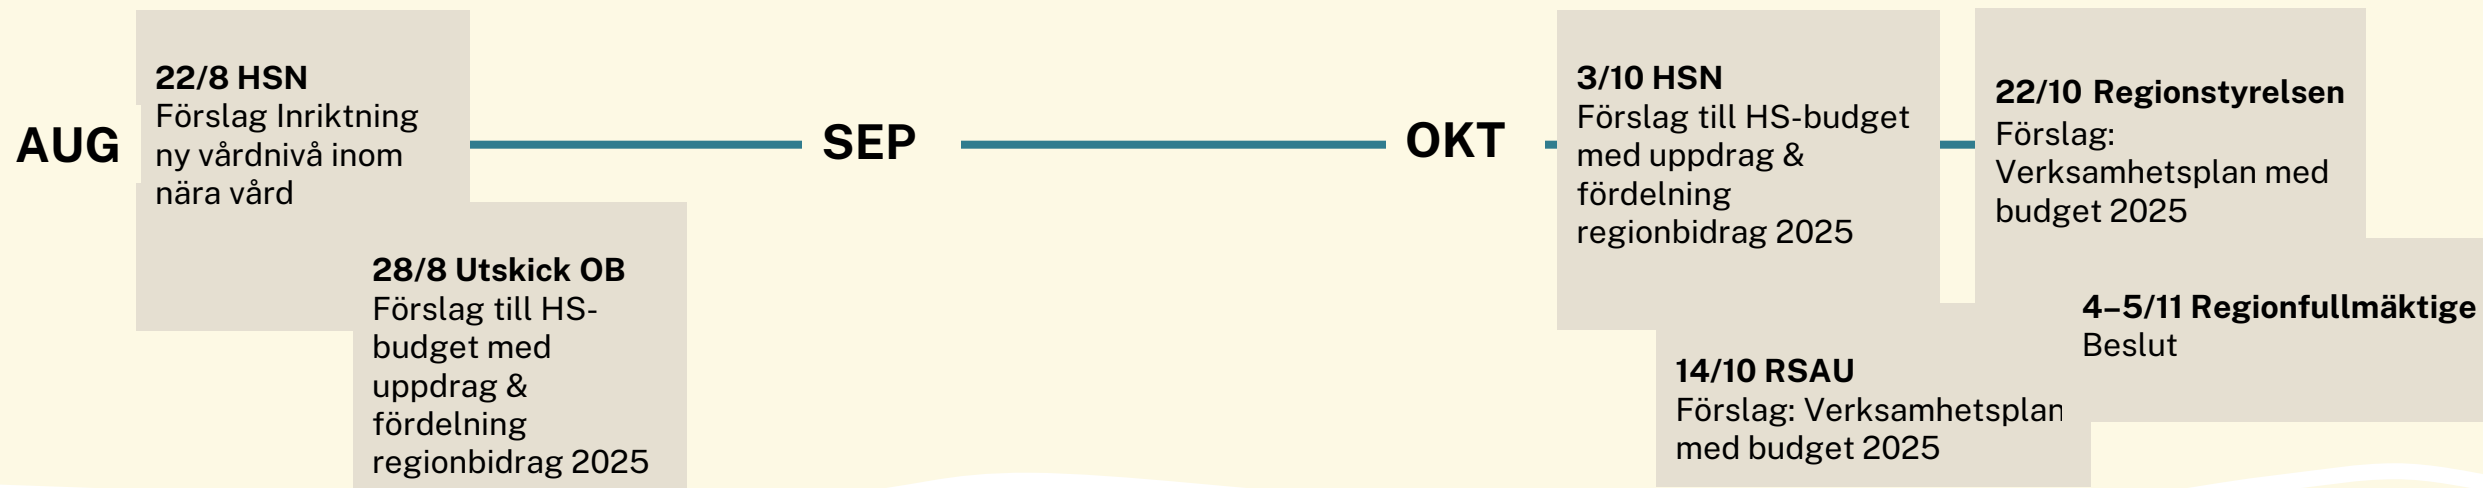 AUG
22/8 HSN
Förslag Inriktning
ny vårdnivå inom
nära vård
28/8 Utskick OB
Förslag till HS-
budget med
uppdrag &
fördelning
regionbidrag 2025
SEP
OKT
3/10 HSN
Förslag till HS-budget
med uppdrag &
fördelning
regionbidrag 2025
14/10 RSAU
Förslag: Verksamhetsplan
med budget 2025
22/10 Regionstyrelsen
Förslag:
Verksamhetsplan med
budget 2025
4–5/11 Regionfullmäktige
Beslut